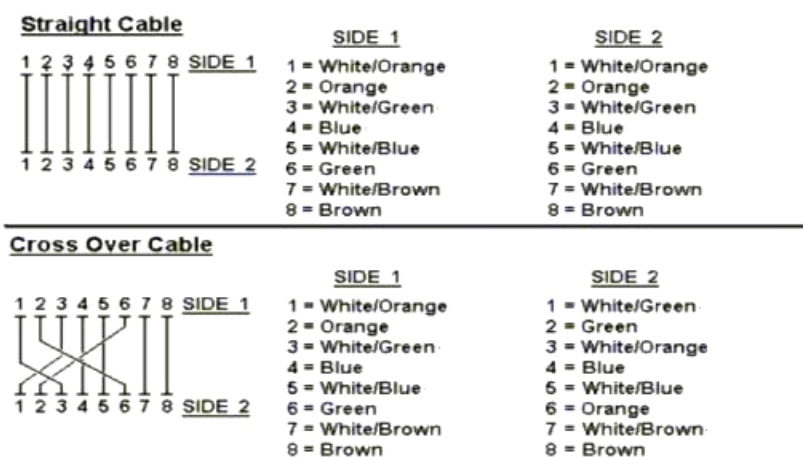 Straight Cable
1 2 3 4 5 6 7 8 SIDE 1
1 2 3 4 5 6 7 8 SIDE 2
SIDE 1
1 = White/Orange
2 = Orange
3 = White/Green
4 = Blue
5 = White/Blue
6 = Green
7 = White/Brown
8 = Brown
SIDE 2
1 = White/Orange
2 = Orange
3 = White/Green
4 = Blue
5 = White/Blue
6 = Green
7 = White/Brown
8 = Brown
Cross Over Cable
1 2 3 4 5 6 7 8 SIDE 1
1 2 3 4 5 6 7 8 SIDE 2
SIDE 1
1 = White/Orange
2 = Orange
3 = White/Green
4 = Blue
5 = White/Blue
6 = Green
7 = White/Brown
8 = Brown
SIDE 2
1 = White/Green
2 = Green
3 = White/Orange
4 = Blue
5 = White/Blue
6 = Orange
7 = White/Brown
8 = Brown